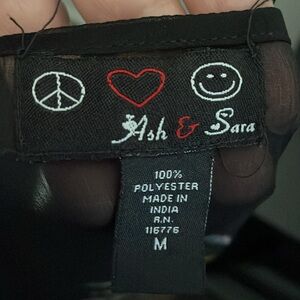 Ash & Sara
100%
POLYESTER
MADE IN
INDIA
R.N.
116776
M